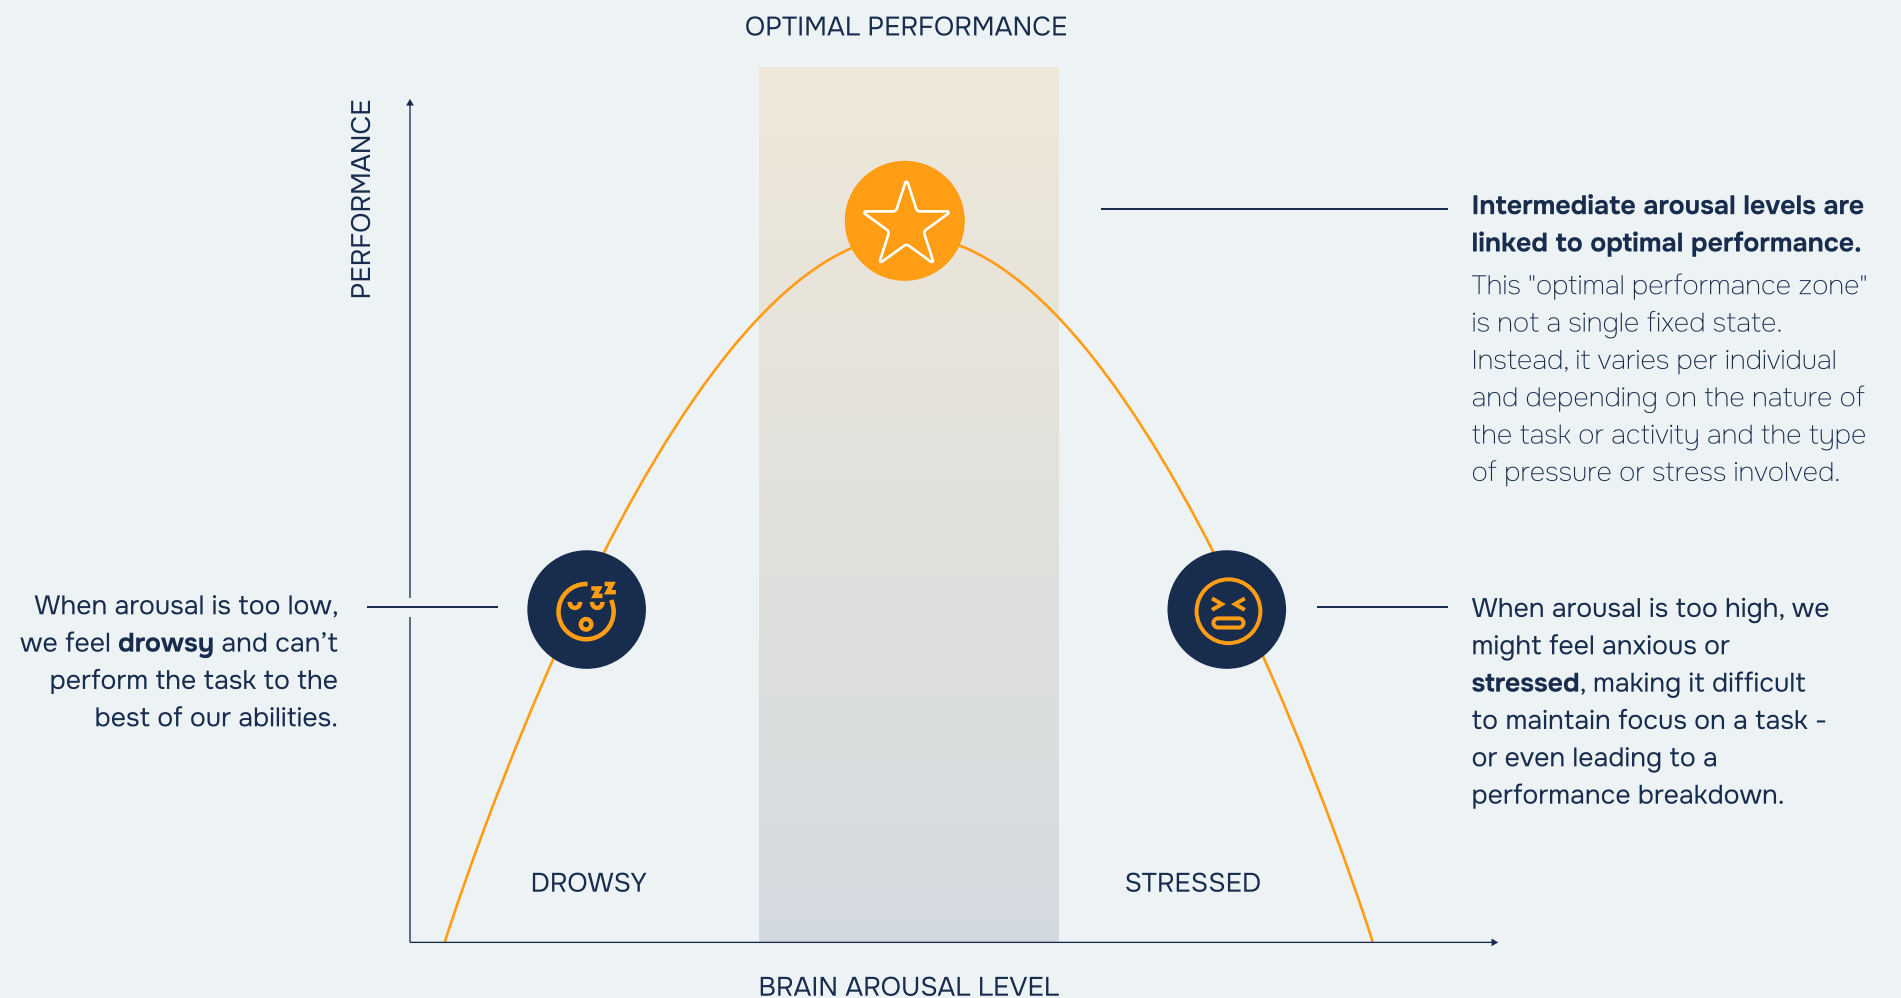 OPTIMAL PERFORMANCE
PERFORMANCE
Intermediate arousal levels are
linked to optimal performance.
This "optimal performance zone"
is not a single fixed state.
Instead, it varies per individual
and depending on the nature of
the task or activity and the type
of pressure or stress involved.
When arousal is too low,
we feel drowsy and can’t
perform the task to the
best of our abilities.
zz
When arousal is too high, we
might feel anxious or
stressed, making it difficult
to maintain focus on a task -
or even leading to a
performance breakdown.
DROWSY
STRESSED
BRAIN AROUSAL LEVEL